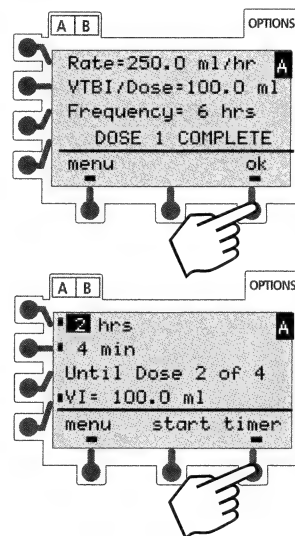 A B
OPTIONS
Rate=250.0 ml/hr A
VTBI/Dose=100.0 ml
Frequency= 6 hrs
DOSE 1 COMPLETE
menu ok
A B
OPTIONS
2 hrs A
4 min
Until Dose 2 of 4
VI= 100.0 ml
menu start timer